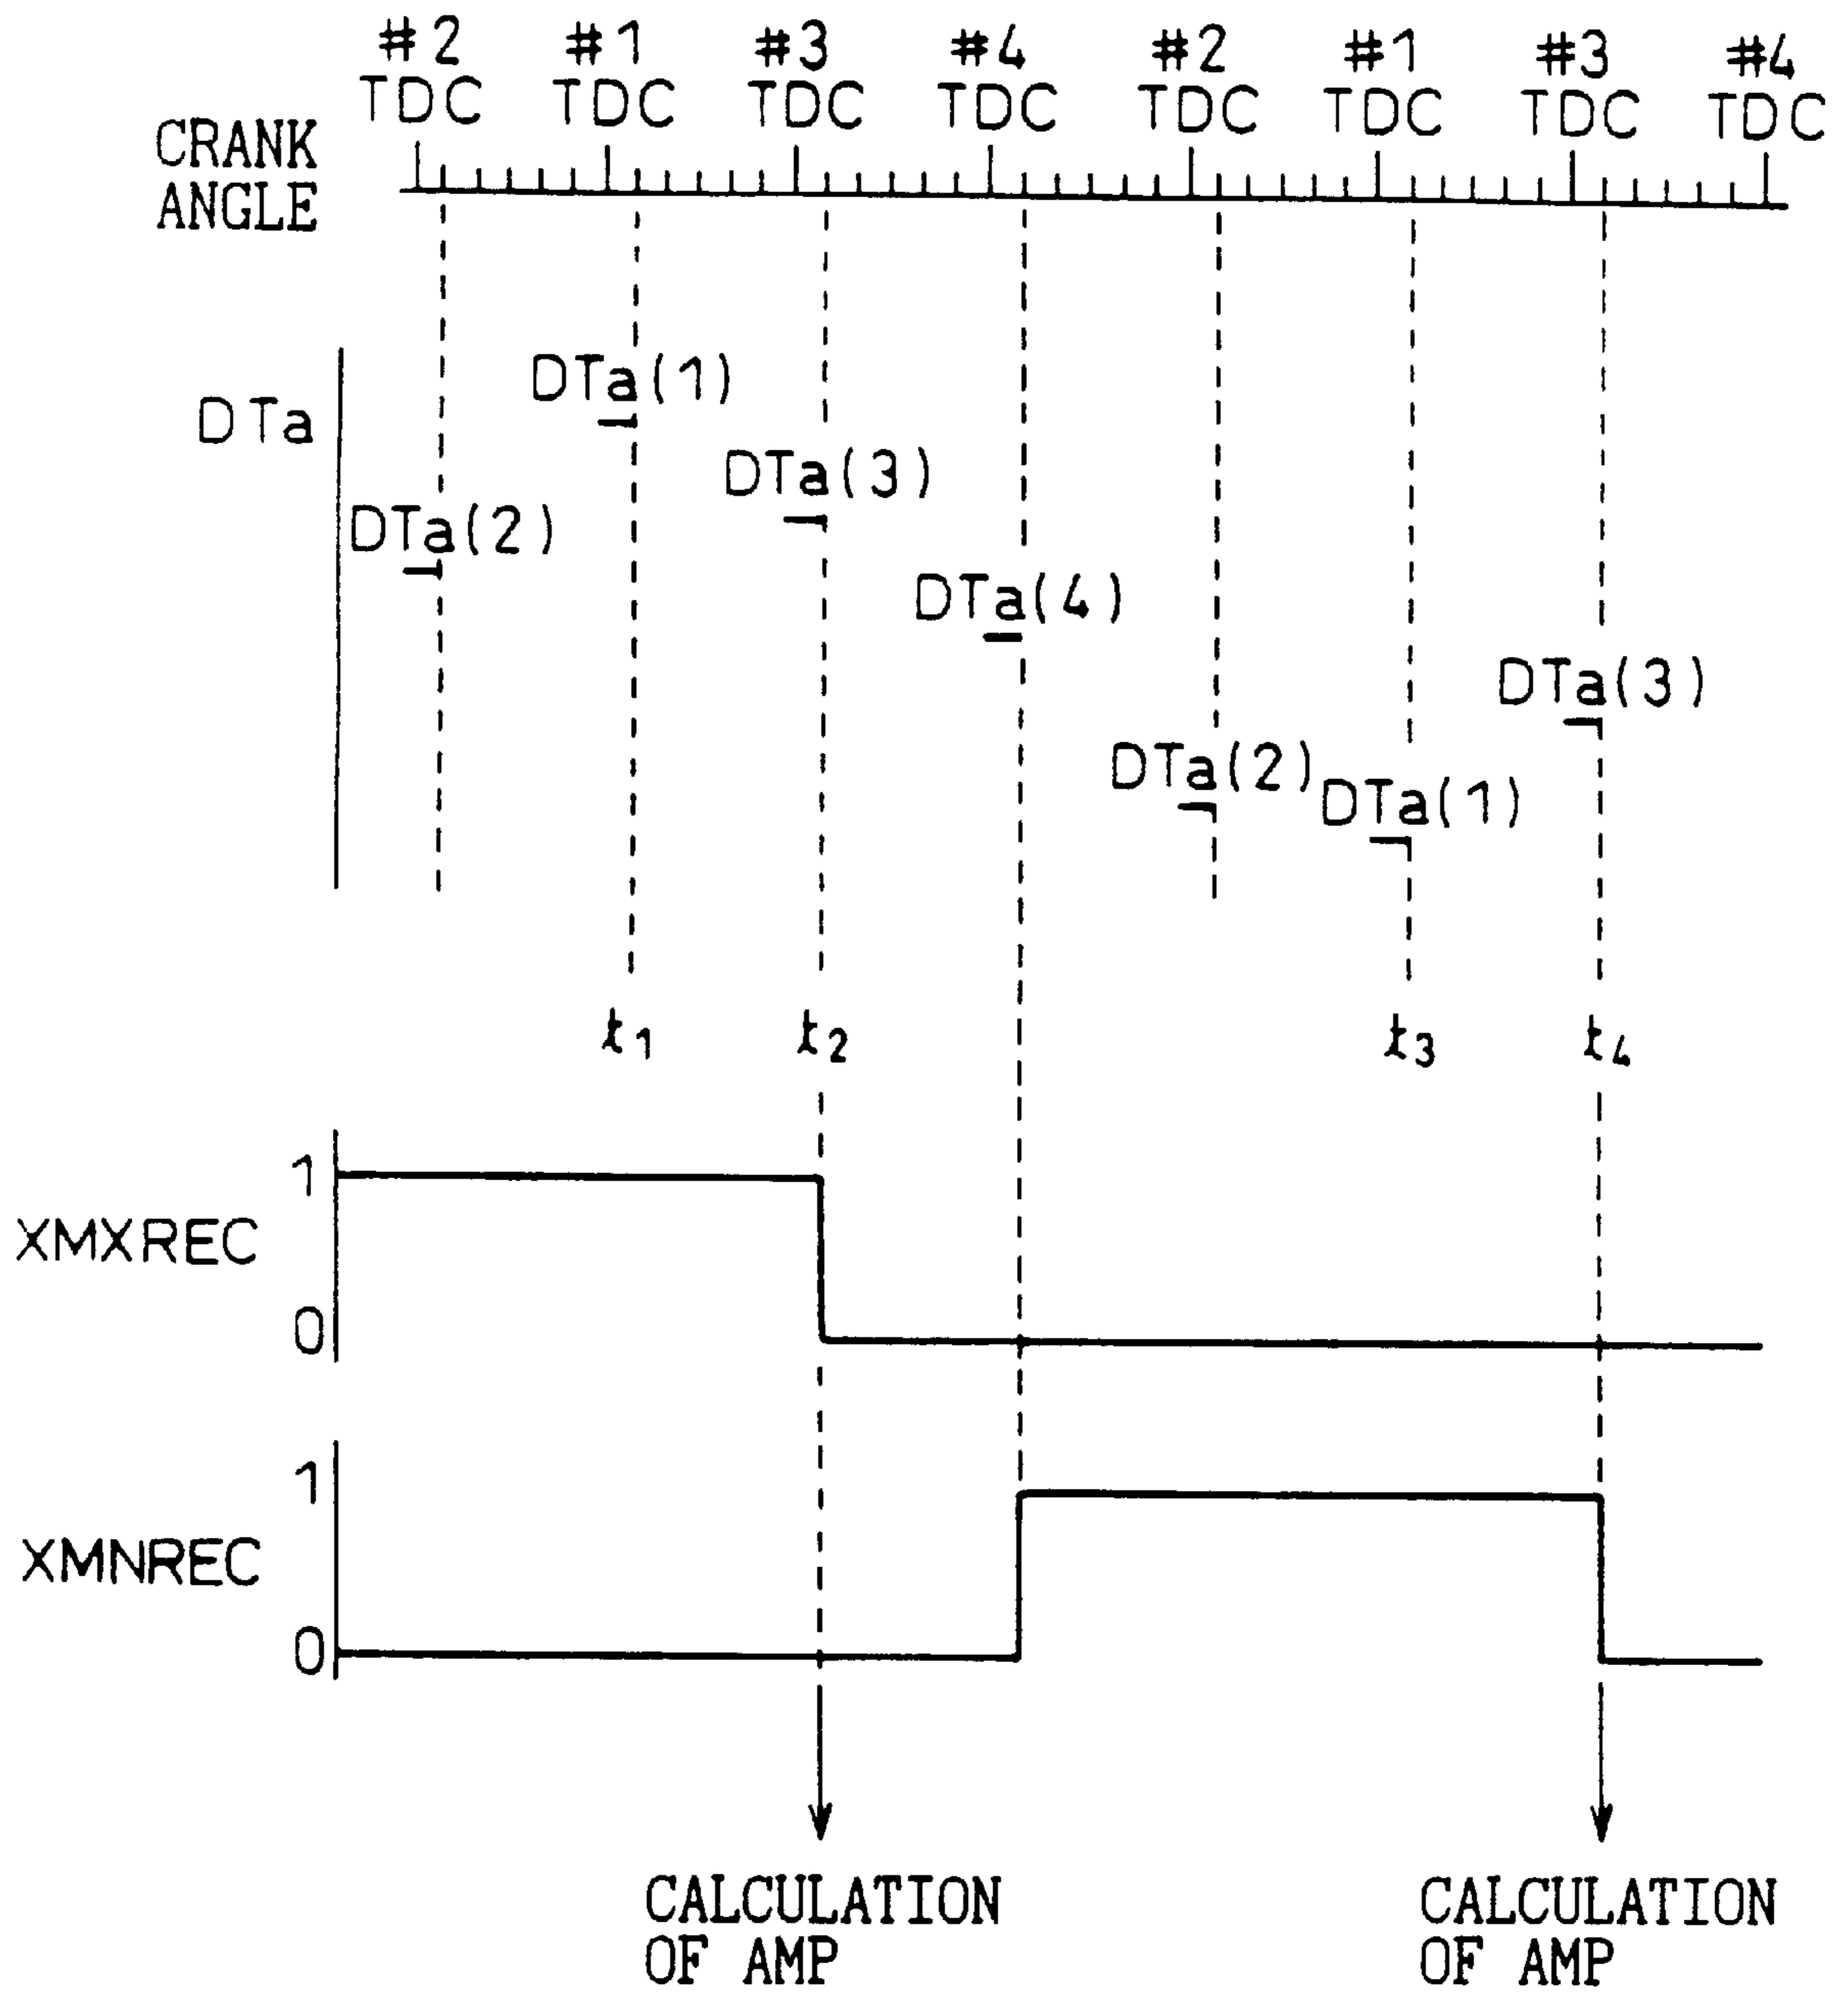 #2 #1 #3 #4 #2 #1 #3 #4
TDC TDC TDC TDC TDC TDC TDC TDC
CRANK
ANGLE
DTa
DTa(1)
DTa(3)
DTa(2)
DTa(4)
DTa(3)
DTa(2)
DTa(1)
t1 t2 t3 t4
1
XMXREC
0
1
XMNREC
0
CALCULATION
OF AMP
CALCULATION
OF AMP